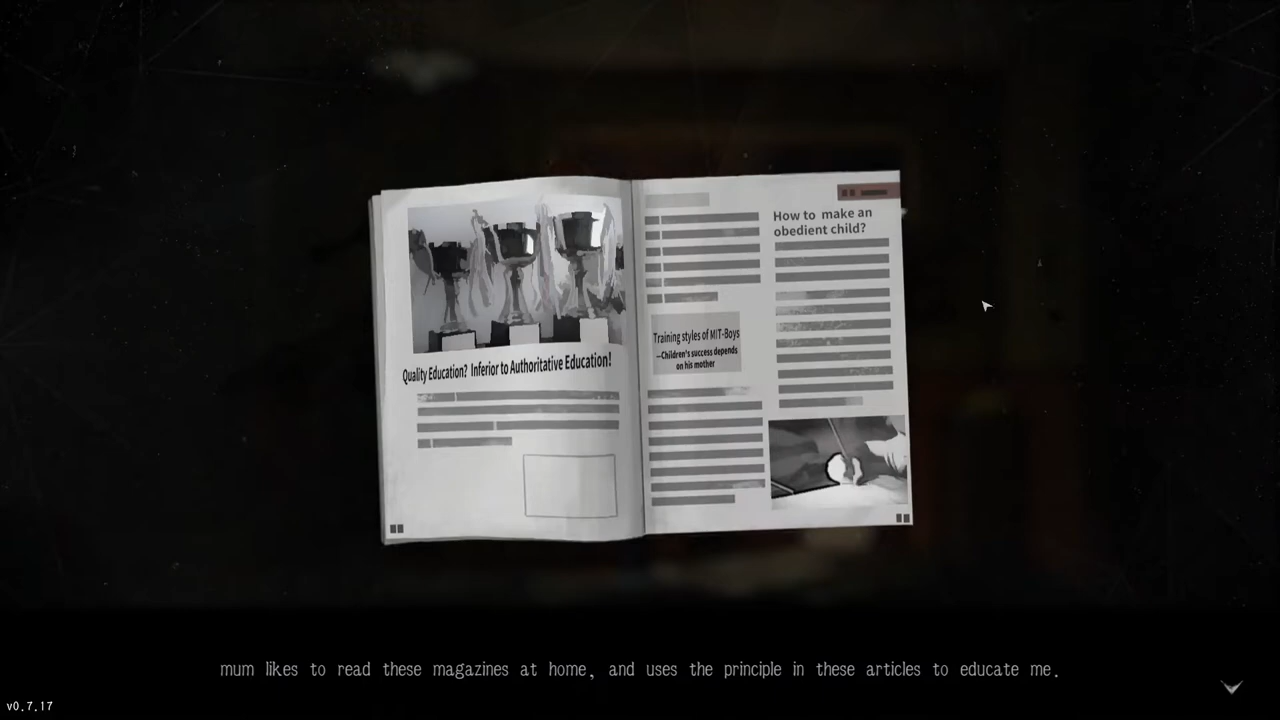 Quality Education? Inferior to Authoritative Education!
Training styles of MIT-Boys
—Children's success depends
on his mother
How to make an
obedient child?
mum likes to read these magazines at home, and uses the principle in these articles to educate me.
v0.7.17